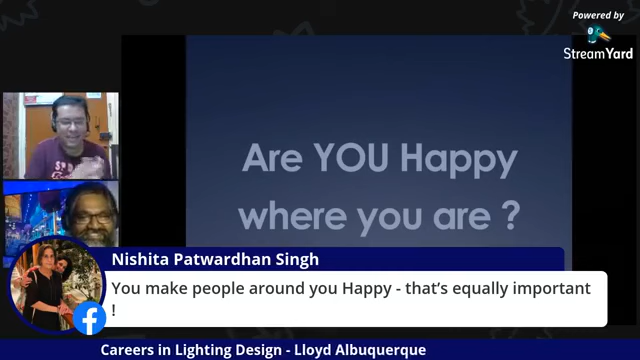 Powered by
StreamYard
Are YOU Happy
where you are ?
Nishita Patwardhan Singh
You make people around you Happy - that's equally important
!
Careers in Lighting Design - Lloyd Albuquerque